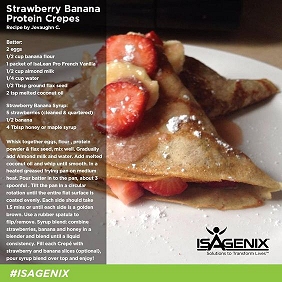 Strawberry Banana
Protein Crepes
Recipe by Jevaughn C.
Batter:
2 eggs
1/2 cup banana flour
1 packet of IsaLean Pro French Vanilla
1/2 cup almond milk
1/4 cup water
1/2 Tbsp ground flax seed
2 tsp melted coconut oil
Strawberry Banana Syrup:
5 strawberries (cleaned & quartered)
1/2 banana
4 Tblsp honey or maple syrup
Whisk together eggs, flour, protein
powder & flax seed, mix well. Gradually
add Almond milk and water. Add melted
coconut oil and whip until smooth. In a
heated greased frying pan on medium
heat. Pour batter in to the pan, about 3
spoonful. Tilt the pan in a circular
rotation until the entire flat surface is
coated evenly. Each side should take
1.5 mins or until each side is a golden
brown. Use a rubber spatula to
flip/remove. Syrup blend: combine
strawberries, banana and honey in a
blender and blend until a liquid
consistency. Fill each Crepé with
strawberry and banana slices (optional),
pour syrup blend over top and enjoy!
ISAGENIX
Solutions to Transform Lives™
#ISAGENIX